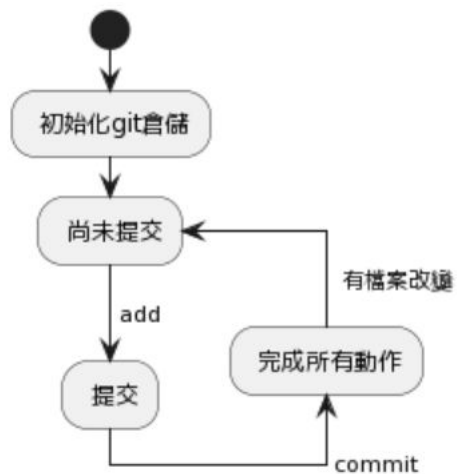 初始化git倉儲
尚未提交
有檔案改變
add
完成所有動作
提交
commit